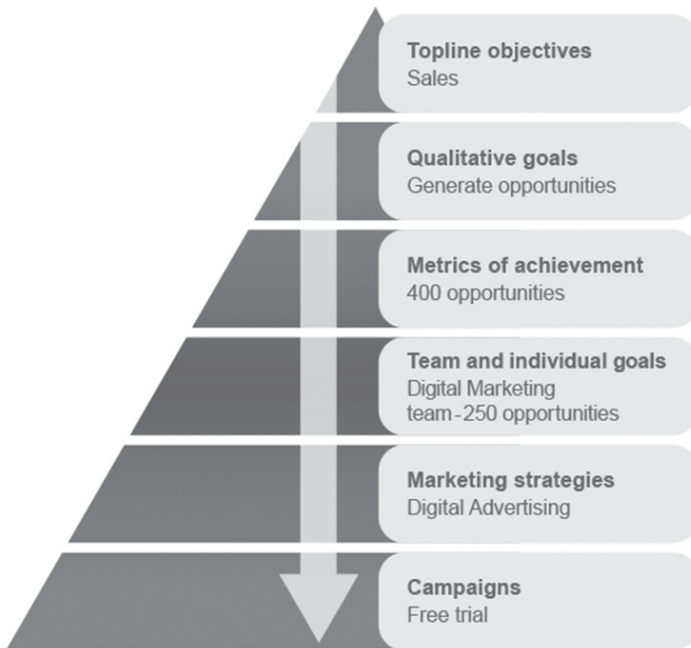 Topline objectives
Sales
Qualitative goals
Generate opportunities
Metrics of achievement
400 opportunities
Team and individual goals
Digital Marketing
team-250 opportunities
Marketing strategies
Digital Advertising
Campaigns
Free trial